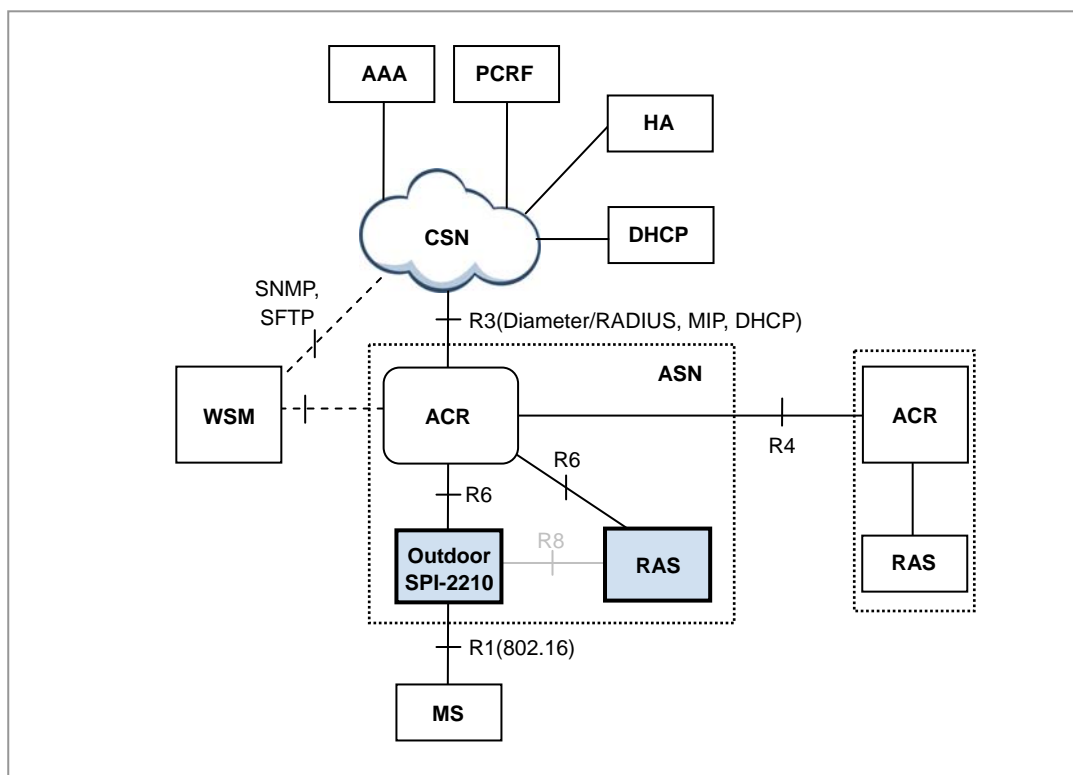 AAA
PCRF
HA
CSN
DHCP
SNMP,
SFTP
R3(Diameter/RADIUS, MIP, DHCP)
ASN
WSM
ACR
ACR
R4
R6
R6
R8
Outdoor
SPI-2210
RAS
RAS
R1(802.16)
MS